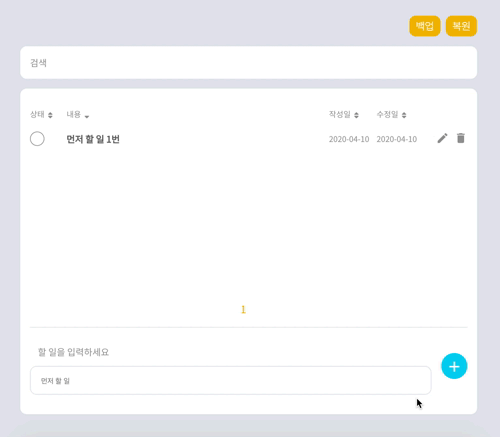 백업 복원
검색
상태 내용 작성일 수정일
먼저 할 일 1번 2020-04-10 2020-04-10
1
할 일을 입력하세요
먼저 할 일